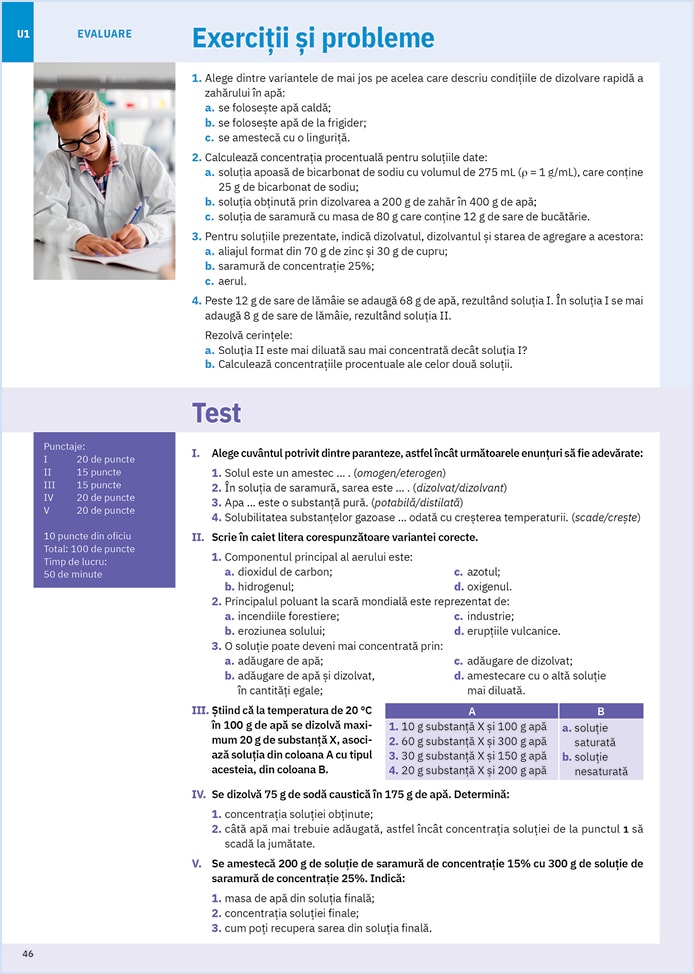 U1
EVALUARE
Exerciții și probleme
1. Alege dintre variantele de mai jos pe acelea care descriu condițiile de dizolvare rapidă a
zahărului în apă:
a. se folosește apă caldă;
b. se folosește apă de la frigider;
c. se amestecă cu o linguriță.
2. Calculează concentrația procentuală pentru soluțiile date:
a. soluția apoasă de bicarbonat de sodiu cu volumul de 275 mL (ρ = 1 g/mL), care conține
25 g de bicarbonat de sodiu;
b. soluția obținută prin dizolvarea a 200 g de zahăr în 400 g de apă;
c. soluția de saramură cu masa de 80 g care conține 12 g de sare de bucătărie.
3. Pentru soluțiile prezentate, indică dizolvatul, dizolvantul și starea de agregare a acestora:
a. aliajul format din 70 g de zinc și 30 g de cupru;
b. saramură de concentrație 25%;
c. aerul.
4. Peste 12 g de sare de lămâie se adaugă 68 g de apă, rezultând soluția I. În soluția I se mai
adaugă 8 g de sare de lămâie, rezultând soluția II.
Rezolvă cerințele:
a. Soluția II este mai diluată sau mai concentrată decât soluția I?
b. Calculează concentrațiile procentuale ale celor două soluții.
Test
Punctaje:
I 20 de puncte
II 15 puncte
III 15 puncte
IV 20 de puncte
V 20 de puncte
10 puncte din oficiu
Total: 100 de puncte
Timp de lucru:
50 de minute
I. Alege cuvântul potrivit dintre paranteze, astfel încât următoarele enunțuri să fie adevărate:
1. Solul este un amestec ... . (omogen/eterogen)
2. În soluția de saramură, sarea este ... . (dizolvat/dizolvant)
3. Apa ... este o substanță pură. (potabilă/distilată)
4. Solubilitatea substanțelor gazoase ... odată cu creșterea temperaturii. (scade/crește)
II. Scrie în caiet litera corespunzătoare variantei corecte.
1. Componentul principal al aerului este:
a. dioxidul de carbon; c. azotul;
b. hidrogenul; d. oxigenul.
2. Principalul poluant la scară mondială este reprezentat de:
a. incendiile forestiere; c. industrie;
b. eroziunea solului; d. erupțiile vulcanice.
3. O soluție poate deveni mai concentrată prin:
a. adăugare de apă; c. adăugare de dizolvat;
b. adăugare de apă și dizolvat, d. amestecare cu o altă soluție
în cantități egale; mai diluată.
III. Știind că la temperatura de 20 °C
în 100 g de apă se dizolvă maxi-
mum 20 g de substanță X, asoci-
ază soluția din coloana A cu tipul
acesteia, din coloana B.
A B
1. 10 g substanță X și 100 g apă
2. 60 g substanță X și 300 g apă
3. 30 g substanță X și 150 g apă
4. 20 g substanță X și 200 g apă
a. soluție
saturată
b. soluție
nesaturată
IV. Se dizolvă 75 g de sodă caustică în 175 g de apă. Determină:
1. concentrația soluției obținute;
2. câtă apă mai trebuie adăugată, astfel încât concentrația soluției de la punctul 1 să
scadă la jumătate.
V. Se amestecă 200 g de soluție de saramură de concentrație 15% cu 300 g de soluție de
saramură de concentrație 25%. Indică:
1. masa de apă din soluția finală;
2. concentrația soluției finale;
3. cum poți recupera sarea din soluția finală.
46